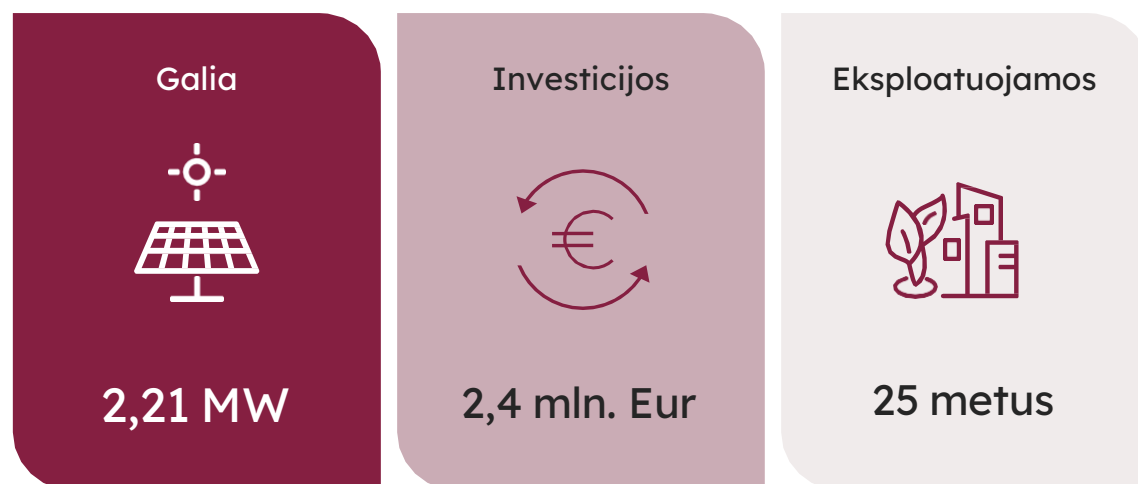 Galia
2,21 MW
Investicijos
2,4 mln. Eur
Eksploatuojamos
25 metus